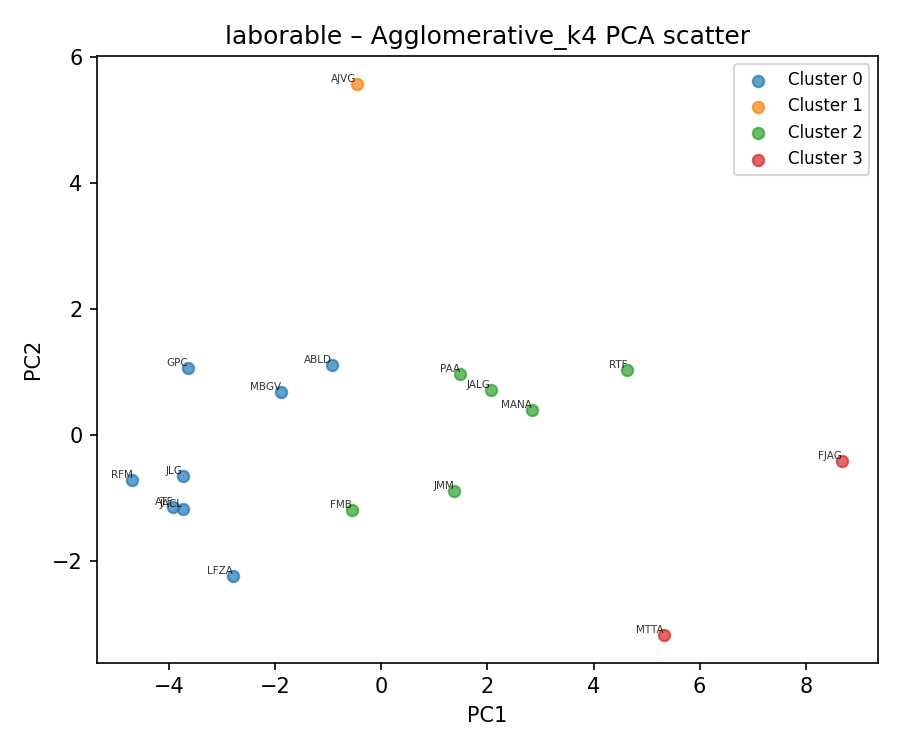 laborable – Agglomerative_k4 PCA scatter
6
4
2
0
−2
PC2
−4
−2
0
2
4
6
8
PC1
Cluster 0
Cluster 1
Cluster 2
Cluster 3
AJVG
GPC
ABLD
MBGV
PAA
JALG
MANA
RTF
RFM
JLG
JACL
FJAG
JMM
FMB
LFZA
MTTA